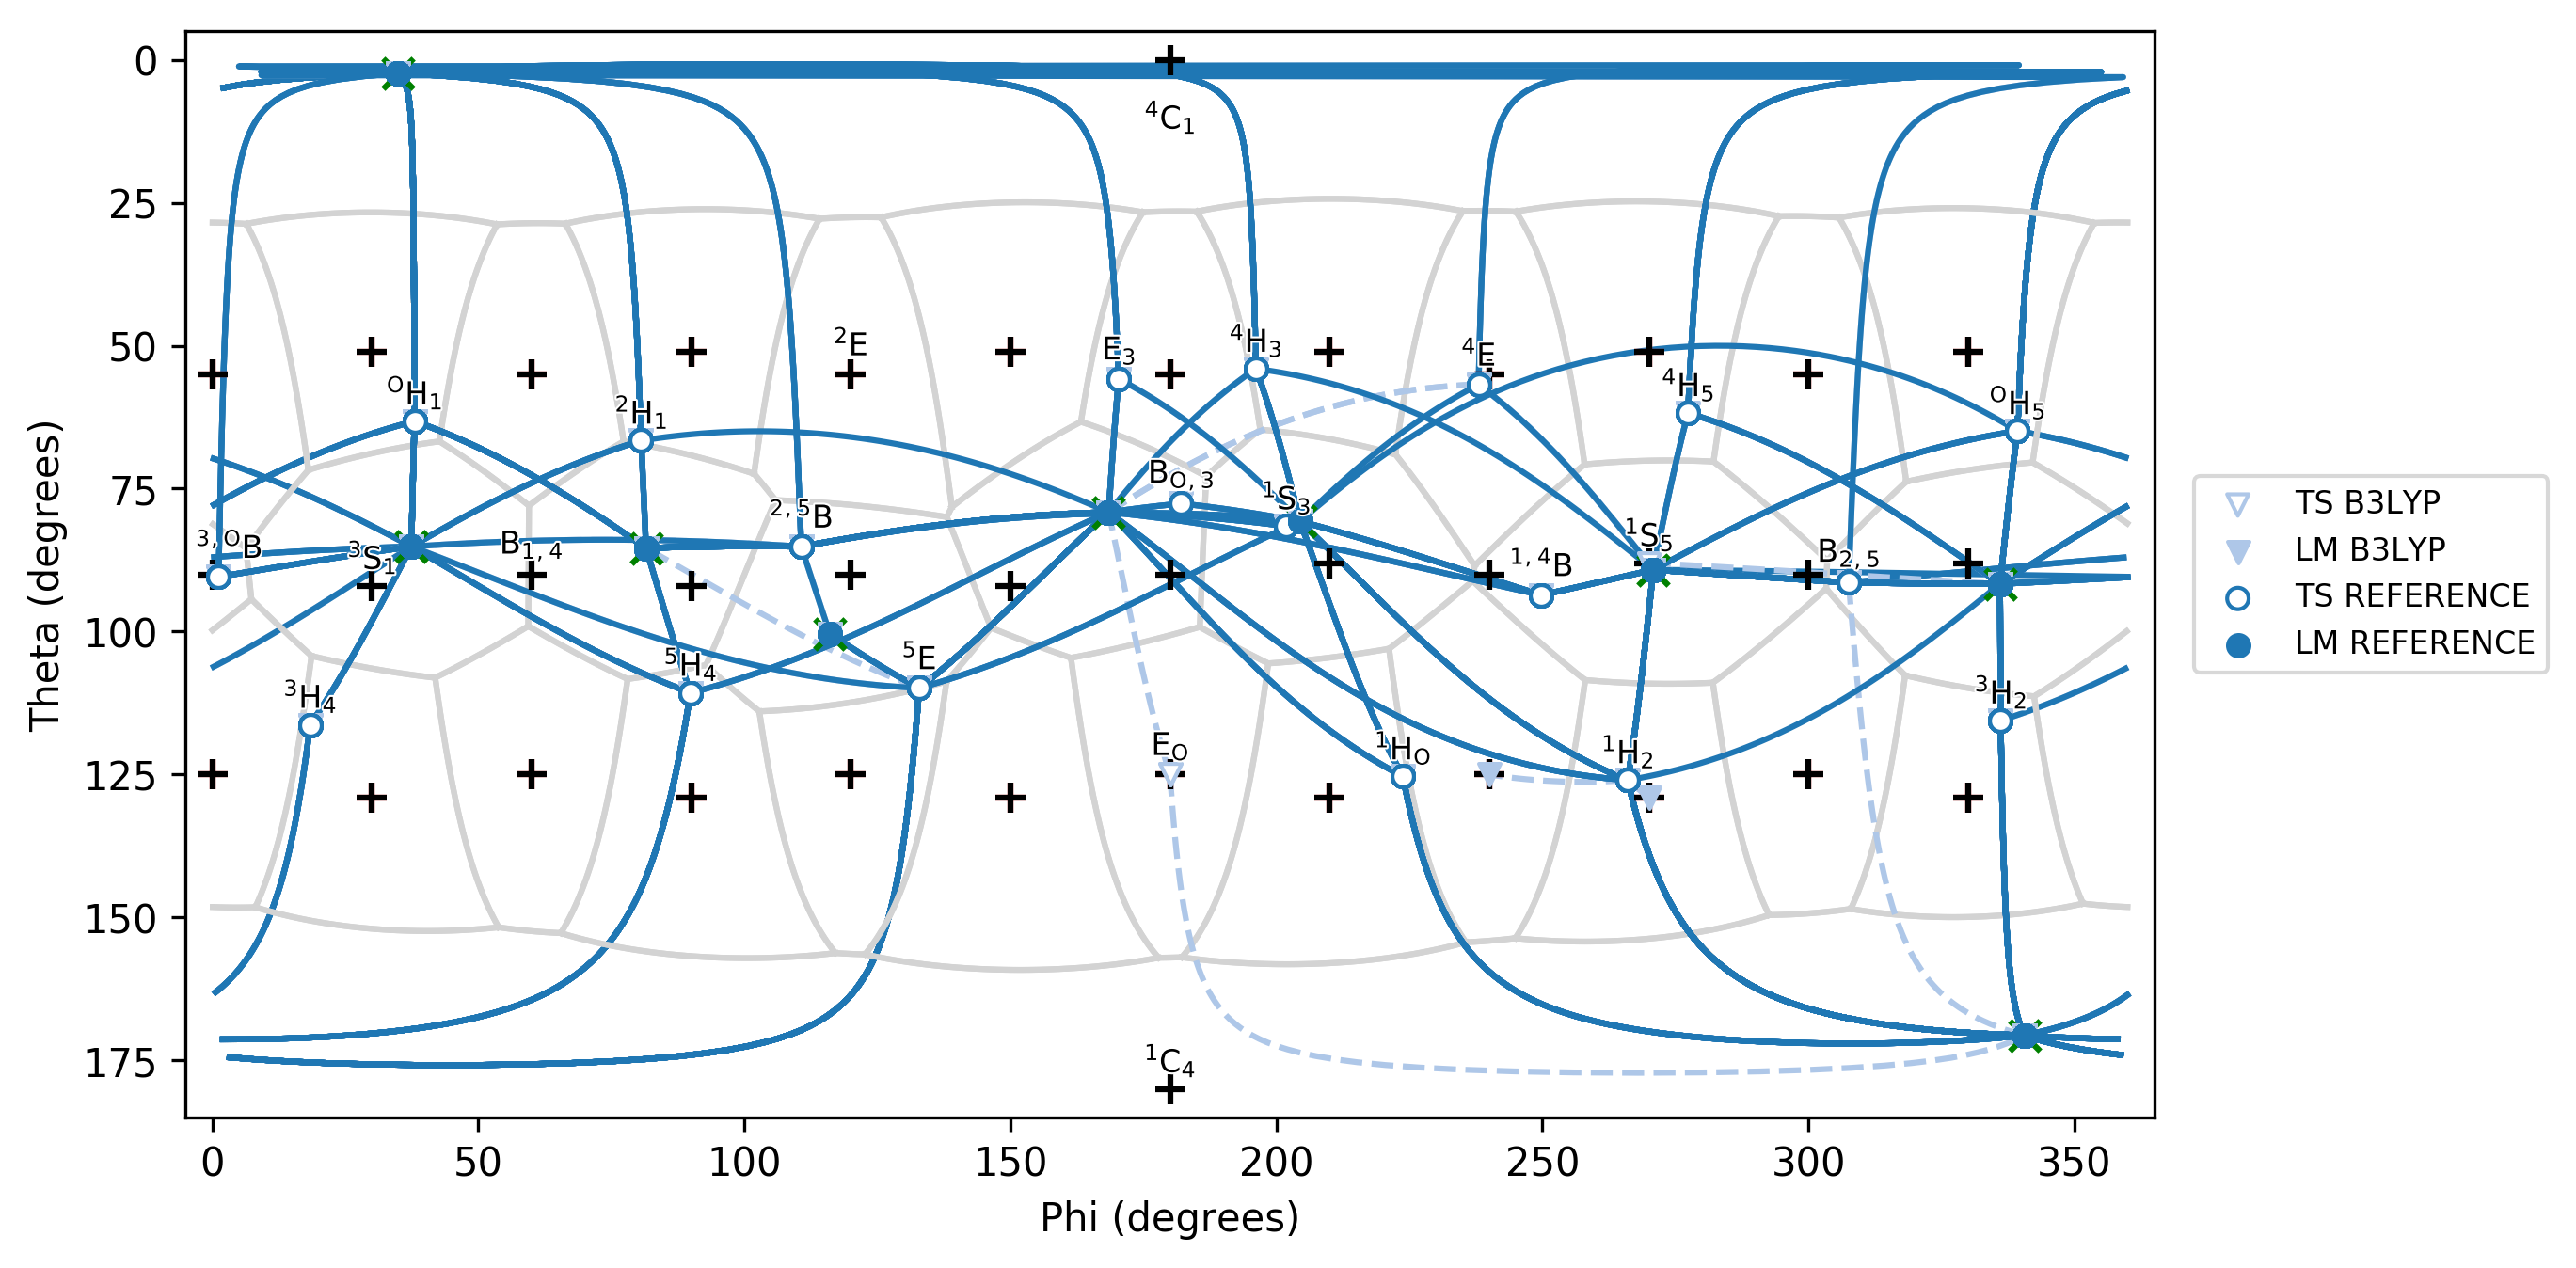 0
25
50
75
100
125
150
175
Theta (degrees)
0
50
100
150
200
250
300
350
Phi (degrees)
⁴C₁
²E
E₃
⁴H₃
⁴E
⁴H₅
ᴼH₅
ᴼH₁
²H₁
B_O,3
¹S₃
¹S₅
²,⁵B
³,ᴼB
³S₁
B₁,₄
¹,⁴B
B₂,₅
⁵H₄
⁵E
³H₄
³H₂
E_O
¹H_O
¹H₂
¹C₄
TS B3LYP
LM B3LYP
TS REFERENCE
LM REFERENCE